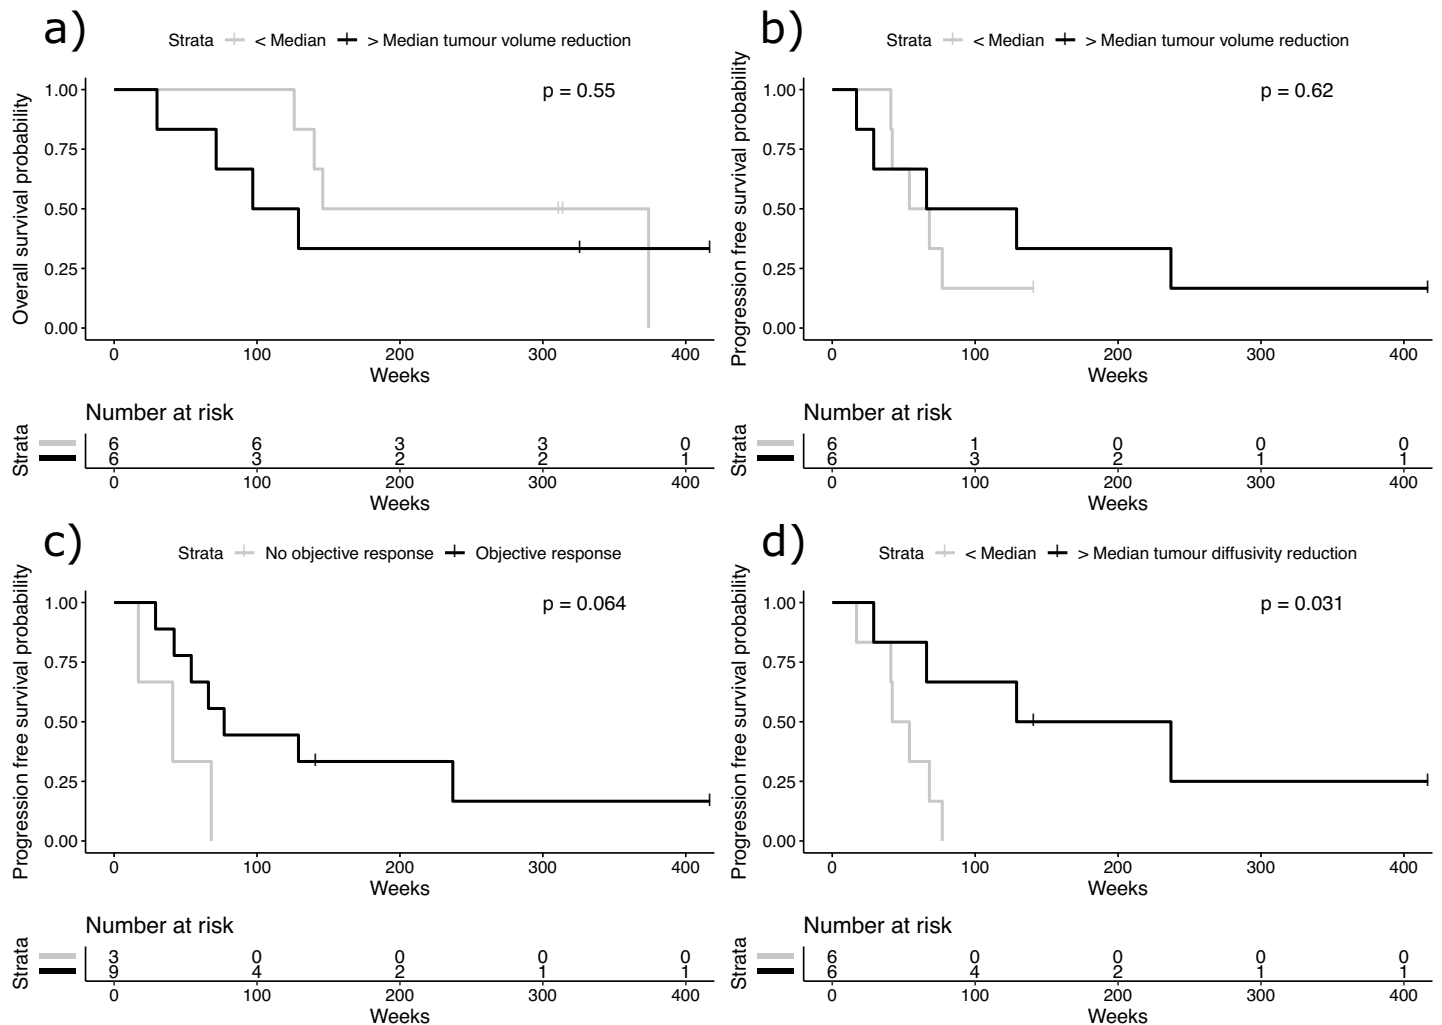 a)
Strata < Median > Median tumour volume reduction
Overall survival probability
p = 0.55
1.00
0.75
0.50
0.25
0.00
0 100 200 300 400
Weeks
Number at risk
Strata
6 6 3 3 0
6 3 2 2 1
0 100 200 300 400
Weeks
b)
Strata < Median > Median tumour volume reduction
Progression free survival probability
p = 0.62
1.00
0.75
0.50
0.25
0.00
0 100 200 300 400
Weeks
Number at risk
Strata
6 1 0 0 0
6 3 2 1 1
0 100 200 300 400
Weeks
c)
Strata No objective response Objective response
Progression free survival probability
p = 0.064
1.00
0.75
0.50
0.25
0.00
0 100 200 300 400
Weeks
Number at risk
Strata
3 0 0 0 0
9 4 2 1 1
0 100 200 300 400
Weeks
d)
Strata < Median > Median tumour diffusivity reduction
Progression free survival probability
p = 0.031
1.00
0.75
0.50
0.25
0.00
0 100 200 300 400
Weeks
Number at risk
Strata
6 0 0 0 0
6 4 2 1 1
0 100 200 300 400
Weeks